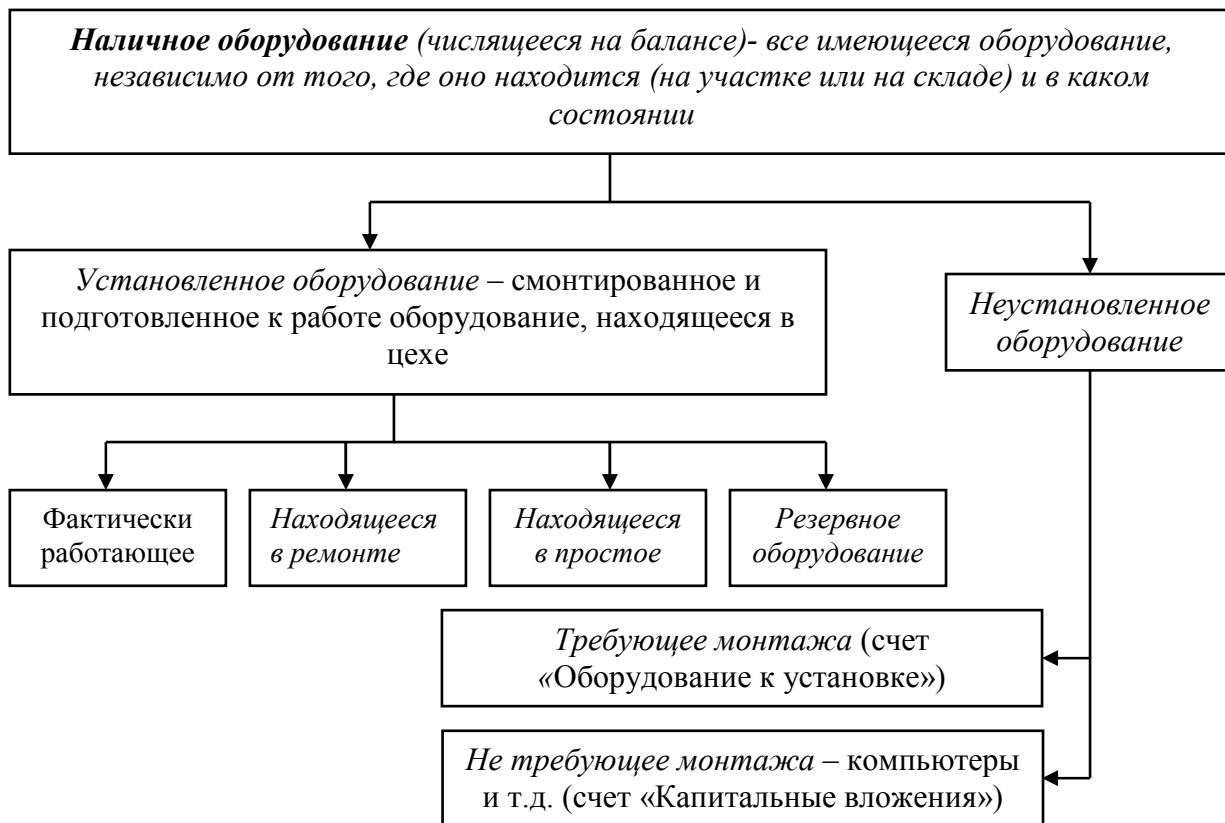 Наличное оборудование (числящееся на балансе)- все имеющееся оборудование,
независимо от того, где оно находится (на участке или на складе) и в каком
состоянии
Установленное оборудование – смонтированное и
подготовленное к работе оборудование, находящееся в
цехе
Неустановленное
оборудование
Фактически
работающее
Находящееся
в ремонте
Находящееся
в простое
Резервное
оборудование
Требующее монтажа (счет
«Оборудование к установке»)
Не требующее монтажа – компьютеры
и т.д. (счет «Капитальные вложения»)